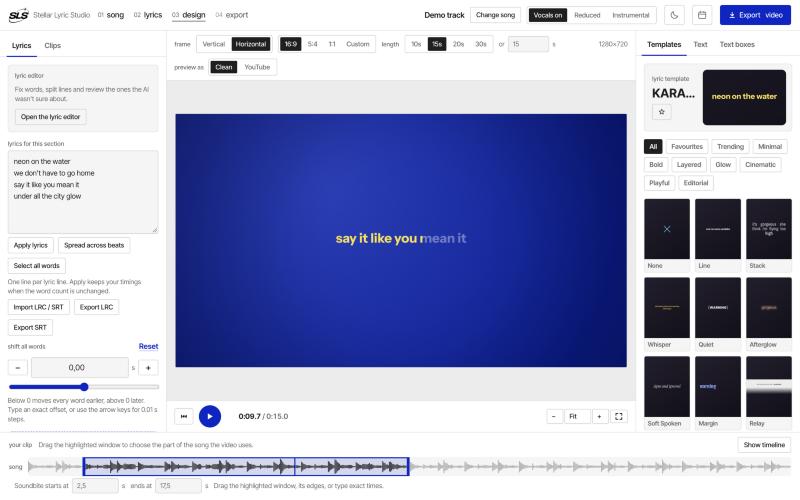 SLS Stellar Lyric Studio 01 song 02 lyrics 03 design 04 export Demo track Change song Vocals on Reduced Instrumental Export video
Lyrics Clips
lyric editor
Fix words, split lines and review the ones the AI
wasn't sure about.
Open the lyric editor
lyrics for this section
neon on the water
we don't have to go home
say it like you mean it
under all the city glow
Apply lyrics Spread across beats
Select all words
One line per lyric line. Apply keeps your timings
when the word count is unchanged.
Import LRC / SRT Export LRC
Export SRT
shift all words Reset
− 0,00 s +
Below 0 moves every word earlier, above 0 later.
Type an exact offset, or use the arrow keys for 0.01 s
steps.
frame Vertical Horizontal 16:9 5:4 1:1 Custom length 10s 15s 20s 30s or 15 s 1280×720
preview as Clean YouTube
say it like you mean it
0:09.7 / 0:15.0 − Fit +
Templates Text Text boxes
lyric template
KARA...
neon on the water
All Favourites Trending Minimal
Bold Layered Glow Cinematic
Playful Editorial
None Line Stack
[WARNING] gorgeous
Whisper Quiet Afterglow
signs and ignored warning
Soft Spoken Margin Relay
your clip Drag the highlighted window to choose the part of the song the video uses. Show timeline
song
Soundbite starts at 2,5 s ends at 17,5 s Drag the highlighted window, its edges, or type exact times.